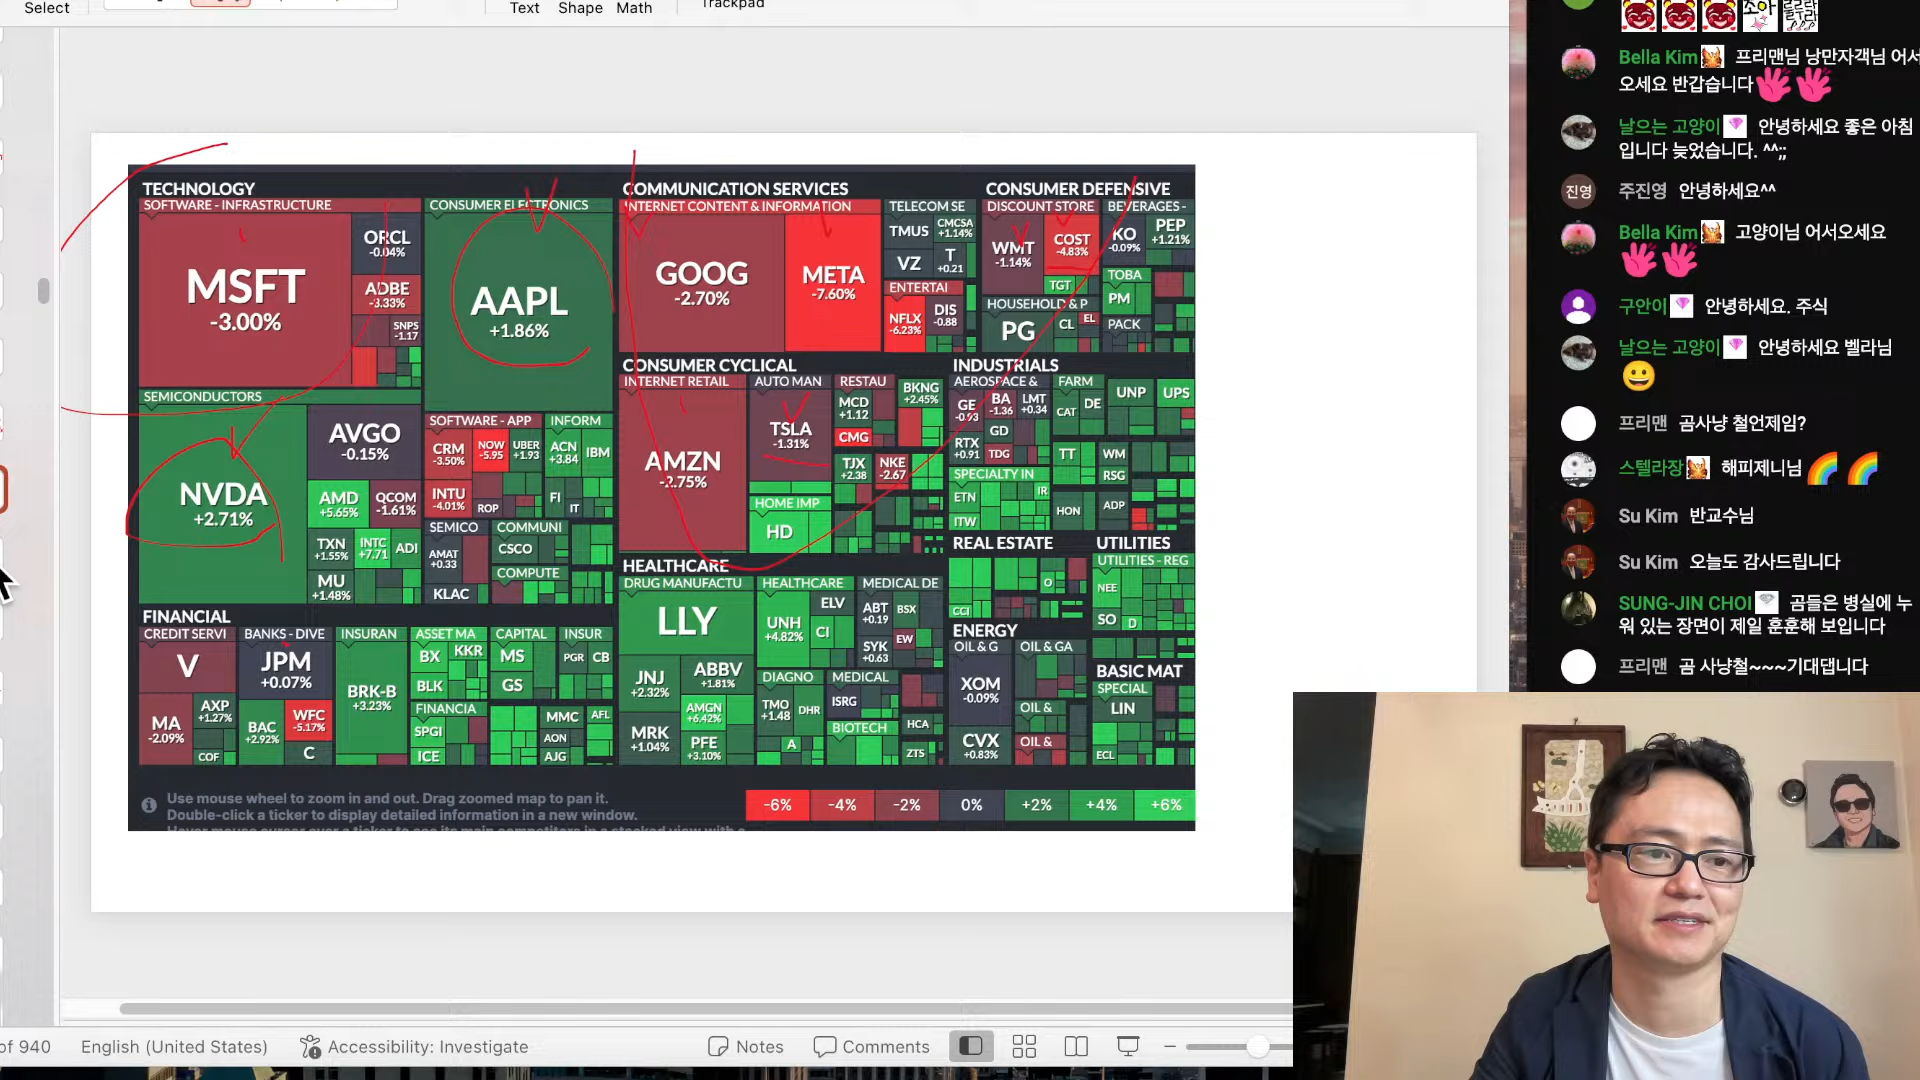 Select
Text
Shape
Math
Trackpad
TECHNOLOGY
SOFTWARE - INFRASTRUCTURE
MSFT
-3.00%
ORCL
-0.04%
ADBE
-3.33%
SNPS
-1.17
CONSUMER ELECTRONICS
AAPL
+1.86%
SEMICONDUCTORS
NVDA
+2.71%
AVGO
-0.15%
AMD
+5.65%
QCOM
-1.61%
TXN
+1.55%
INTC
+7.71
ADI
MU
+1.48%
SOFTWARE - APP
CRM
-3.50%
NOW
-5.95
UBER
+1.93
INTU
-4.01%
ROP
INFORM
ACN
+3.84
IBM
FI
IT
SEMICO
AMAT
+0.33
KLAC
COMMUNI
CSCO
COMPUTE
COMMUNICATION SERVICES
INTERNET CONTENT & INFORMATION
GOOG
-2.70%
META
-7.60%
TELECOM SE
TMUS
CMCSA
+1.14%
VZ
T
+0.21
ENTERTAI
NFLX
-6.23%
DIS
-0.88
CONSUMER DEFENSIVE
DISCOUNT STORE
WMT
-1.14%
COST
-4.83%
TGT
BEVERAGES -
KO
-0.09%
PEP
+1.21%
TOBA
PM
HOUSEHOLD & P
PG
CL
EL
PACK
CONSUMER CYCLICAL
INTERNET RETAIL
AMZN
-2.75%
AUTO MAN
TSLA
-1.31%
HOME IMP
HD
RESTAU
MCD
+1.12
CMG
BKNG
+2.45%
TJX
+2.38
NKE
-2.67
INDUSTRIALS
AEROSPACE &
GE
-0.93
BA
-1.36
LMT
+0.34
GD
RTX
+0.91
TDG
SPECIALTY IN
ETN
IR
ITW
FARM
CAT
DE
UNP
UPS
TT
WM
RSG
HON
ADP
REAL ESTATE
O
CCI
UTILITIES
UTILITIES - REG
NEE
SO
D
FINANCIAL
CREDIT SERVI
V
MA
-2.09%
AXP
+1.27%
COF
BANKS - DIVE
JPM
+0.07%
BAC
+2.92%
WFC
-5.17%
C
INSURAN
BRK-B
+3.23%
ASSET MA
BX
KKR
BLK
FINANCIA
SPGI
ICE
CAPITAL
MS
GS
INSUR
PGR
CB
MMC
AFL
AON
AJG
HEALTHCARE
DRUG MANUFACTU
LLY
JNJ
+2.32%
ABBV
+1.81%
AMGN
+6.42%
MRK
+1.04%
PFE
+3.10%
HEALTHCARE
UNH
+4.82%
ELV
CI
MEDICAL DE
ABT
+0.19
BSX
SYK
+0.63
EW
DIAGNO
TMO
+1.48
DHR
A
MEDICAL
ISRG
BIOTECH
HCA
ZTS
ENERGY
OIL & G
XOM
-0.09%
CVX
+0.83%
OIL & GA
OIL &
OIL &
BASIC MAT
SPECIAL
LIN
ECL
Use mouse wheel to zoom in and out. Drag zoomed map to pan it.
Double-click a ticker to display detailed information in a new window.
-6%
-4%
-2%
0%
+2%
+4%
+6%
of 940
English (United States)
Accessibility: Investigate
Notes
Comments
Bella Kim 프리맨님 낭만자객님 어서
오세요 반갑습니다
날으는 고양이 안녕하세요 좋은 아침
입니다 늦었습니다. ^^;;
진영 주진영 안녕하세요^^
Bella Kim 고양이님 어서오세요
구안이 안녕하세요. 주식
날으는 고양이 안녕하세요 벨라님
프리맨 곰사냥 철언제임?
스텔라장 해피제니님
Su Kim 반교수님
Su Kim 오늘도 감사드립니다
SUNG-JIN CHOI 곰들은 병실에 누
워 있는 장면이 제일 훈훈해 보입니다
프리맨 곰 사냥철~~~기대댑니다